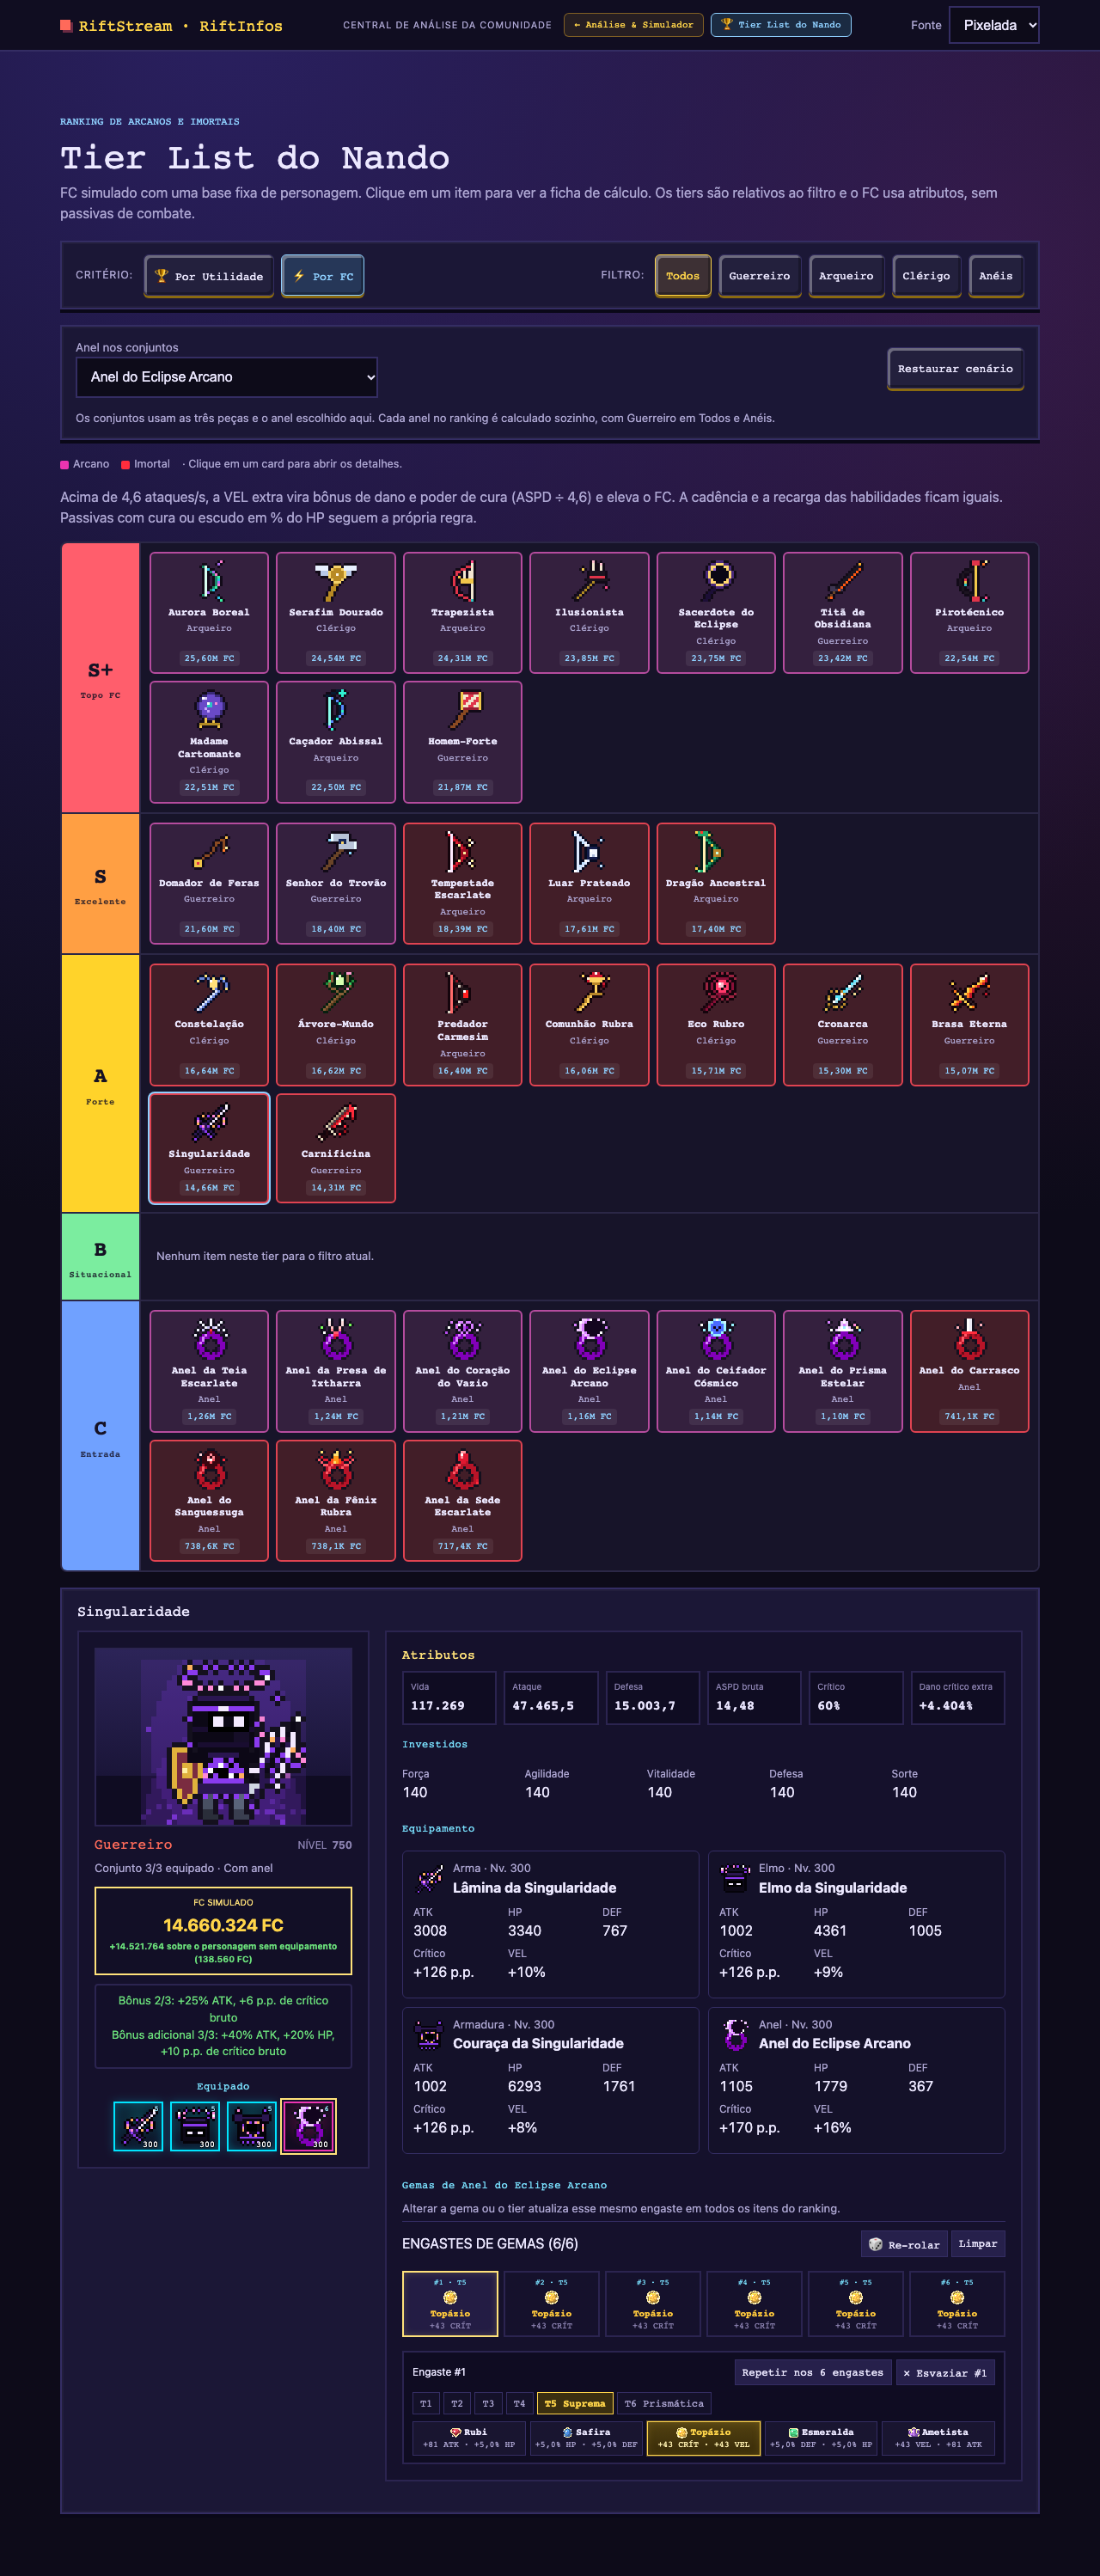 RiftStream · RiftInfos
CENTRAL DE ANÁLISE DA COMUNIDADE
← Análise & Simulador
🏆 Tier List do Nando
Fonte
Pixelada
RANKING DE ARCANOS E IMORTAIS
Tier List do Nando
FC simulado com uma base fixa de personagem. Clique em um item para ver a ficha de cálculo. Os tiers são relativos ao filtro e o FC usa atributos, sem
passivas de combate.
CRITÉRIO:
🏆 Por Utilidade
⚡ Por FC
FILTRO:
Todos
Guerreiro
Arqueiro
Clérigo
Anéis
Anel nos conjuntos
Anel do Eclipse Arcano
Restaurar cenário
Os conjuntos usam as três peças e o anel escolhido aqui. Cada anel no ranking é calculado sozinho, com Guerreiro em Todos e Anéis.
Arcano
Imortal
· Clique em um card para abrir os detalhes.
Acima de 4,6 ataques/s, a VEL extra vira bônus de dano e poder de cura (ASPD ÷ 4,6) e eleva o FC. A cadência e a recarga das habilidades ficam iguais.
Passivas com cura ou escudo em % do HP seguem a própria regra.
S+
Topo FC
Aurora Boreal
Arqueiro
25,60M FC
Serafim Dourado
Clérigo
24,54M FC
Trapezista
Arqueiro
24,31M FC
Ilusionista
Clérigo
23,85M FC
Sacerdote do
Eclipse
Clérigo
23,75M FC
Titã de
Obsidiana
Guerreiro
23,42M FC
Pirotécnico
Arqueiro
22,54M FC
Madame
Cartomante
Clérigo
22,51M FC
Caçador Abissal
Arqueiro
22,50M FC
Homem-Forte
Guerreiro
21,87M FC
S
Excelente
Domador de Feras
Guerreiro
21,60M FC
Senhor do Trovão
Guerreiro
18,40M FC
Tempestade
Escarlate
Arqueiro
18,39M FC
Luar Prateado
Arqueiro
17,61M FC
Dragão Ancestral
Arqueiro
17,40M FC
A
Forte
Constelação
Clérigo
16,64M FC
Árvore-Mundo
Clérigo
16,62M FC
Predador
Carmesim
Arqueiro
16,40M FC
Comunhão Rubra
Clérigo
16,06M FC
Eco Rubro
Clérigo
15,71M FC
Cronarca
Guerreiro
15,30M FC
Brasa Eterna
Guerreiro
15,07M FC
Singularidade
Guerreiro
14,66M FC
Carnificina
Guerreiro
14,31M FC
B
Situacional
Nenhum item neste tier para o filtro atual.
C
Entrada
Anel da Teia
Escarlate
Anel
1,26M FC
Anel da Presa de
Ixtharra
Anel
1,24M FC
Anel do Coração
do Vazio
Anel
1,21M FC
Anel do Eclipse
Arcano
Anel
1,16M FC
Anel do Ceifador
Cósmico
Anel
1,14M FC
Anel do Prisma
Estelar
Anel
1,10M FC
Anel do Carrasco
Anel
741,1K FC
Anel do
Sanguessuga
Anel
738,6K FC
Anel da Fênix
Rubra
Anel
738,1K FC
Anel da Sede
Escarlate
Anel
717,4K FC
Singularidade
Guerreiro
NÍVEL 750
Conjunto 3/3 equipado · Com anel
FC SIMULADO
14.660.324 FC
+14.521.764 sobre o personagem sem equipamento
(138.560 FC)
Bônus 2/3: +25% ATK, +6 p.p. de crítico
bruto
Bônus adicional 3/3: +40% ATK, +20% HP,
+10 p.p. de crítico bruto
Equipado
5 300
5 300
5 300
6 300
Atributos
Vida
117.269
Ataque
47.465,5
Defesa
15.003,7
ASPD bruta
14,48
Crítico
60%
Dano crítico extra
+4.404%
Investidos
Força
140
Agilidade
140
Vitalidade
140
Defesa
140
Sorte
140
Equipamento
Arma · Nv. 300
Lâmina da Singularidade
ATK HP DEF
3008 3340 767
Crítico VEL
+126 p.p. +10%
Elmo · Nv. 300
Elmo da Singularidade
ATK HP DEF
1002 4361 1005
Crítico VEL
+126 p.p. +9%
Armadura · Nv. 300
Couraça da Singularidade
ATK HP DEF
1002 6293 1761
Crítico VEL
+126 p.p. +8%
Anel · Nv. 300
Anel do Eclipse Arcano
ATK HP DEF
1105 1779 367
Crítico VEL
+170 p.p. +16%
Gemas de Anel do Eclipse Arcano
Alterar a gema ou o tier atualiza esse mesmo engaste em todos os itens do ranking.
ENGASTES DE GEMAS (6/6)
🎲 Re-rolar
Limpar
#1 · T5
Topázio
+43 CRÍT
#2 · T5
Topázio
+43 CRÍT
#3 · T5
Topázio
+43 CRÍT
#4 · T5
Topázio
+43 CRÍT
#5 · T5
Topázio
+43 CRÍT
#6 · T5
Topázio
+43 CRÍT
Engaste #1
Repetir nos 6 engastes
× Esvaziar #1
T1
T2
T3
T4
T5 Suprema
T6 Prismática
Rubi
+81 ATK · +5,0% HP
Safira
+5,0% HP · +5,0% DEF
Topázio
+43 CRÍT · +43 VEL
Esmeralda
+5,0% DEF · +5,0% HP
Ametista
+43 VEL · +81 ATK